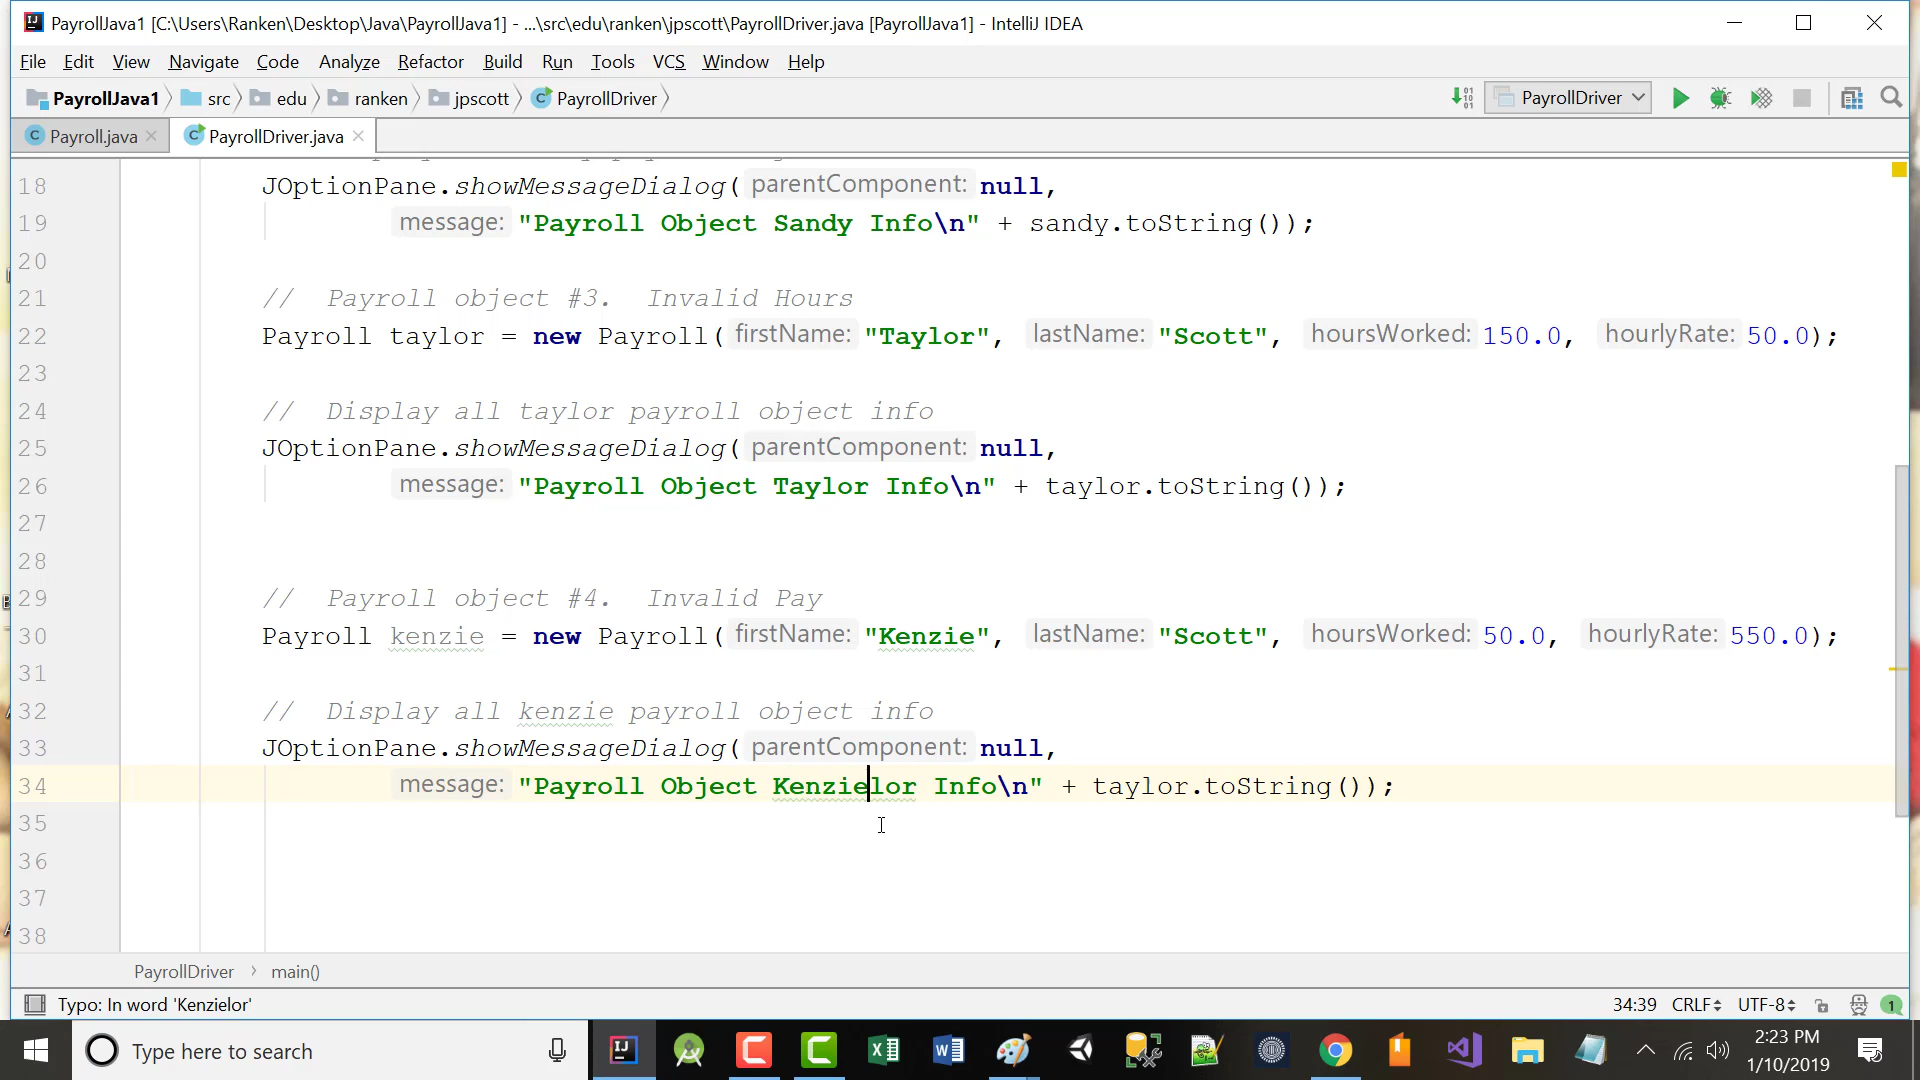 PayrollJava1 [C:\Users\Ranken\Desktop\Java\PayrollJava1] - ...\src\edu\ranken\jpscott\PayrollDriver.java [PayrollJava1] - IntelliJ IDEA
File Edit View Navigate Code Analyze Refactor Build Run Tools VCS Window Help
PayrollJava1 src edu ranken jpscott PayrollDriver PayrollDriver
Payroll.java PayrollDriver.java
18 JOptionPane.showMessageDialog( parentComponent: null,
19 message: "Payroll Object Sandy Info\n" + sandy.toString());
20
21 // Payroll object #3. Invalid Hours
22 Payroll taylor = new Payroll( firstName: "Taylor", lastName: "Scott", hoursWorked: 150.0, hourlyRate: 50.0);
23
24 // Display all taylor payroll object info
25 JOptionPane.showMessageDialog( parentComponent: null,
26 message: "Payroll Object Taylor Info\n" + taylor.toString());
27
28
29 // Payroll object #4. Invalid Pay
30 Payroll kenzie = new Payroll( firstName: "Kenzie", lastName: "Scott", hoursWorked: 50.0, hourlyRate: 550.0);
31
32 // Display all kenzie payroll object info
33 JOptionPane.showMessageDialog( parentComponent: null,
34 message: "Payroll Object Kenzielor Info\n" + taylor.toString());
35
36
37
38
PayrollDriver > main()
Typo: In word 'Kenzielor' 34:39 CRLF UTF-8 1
Type here to search
2:23 PM
1/10/2019